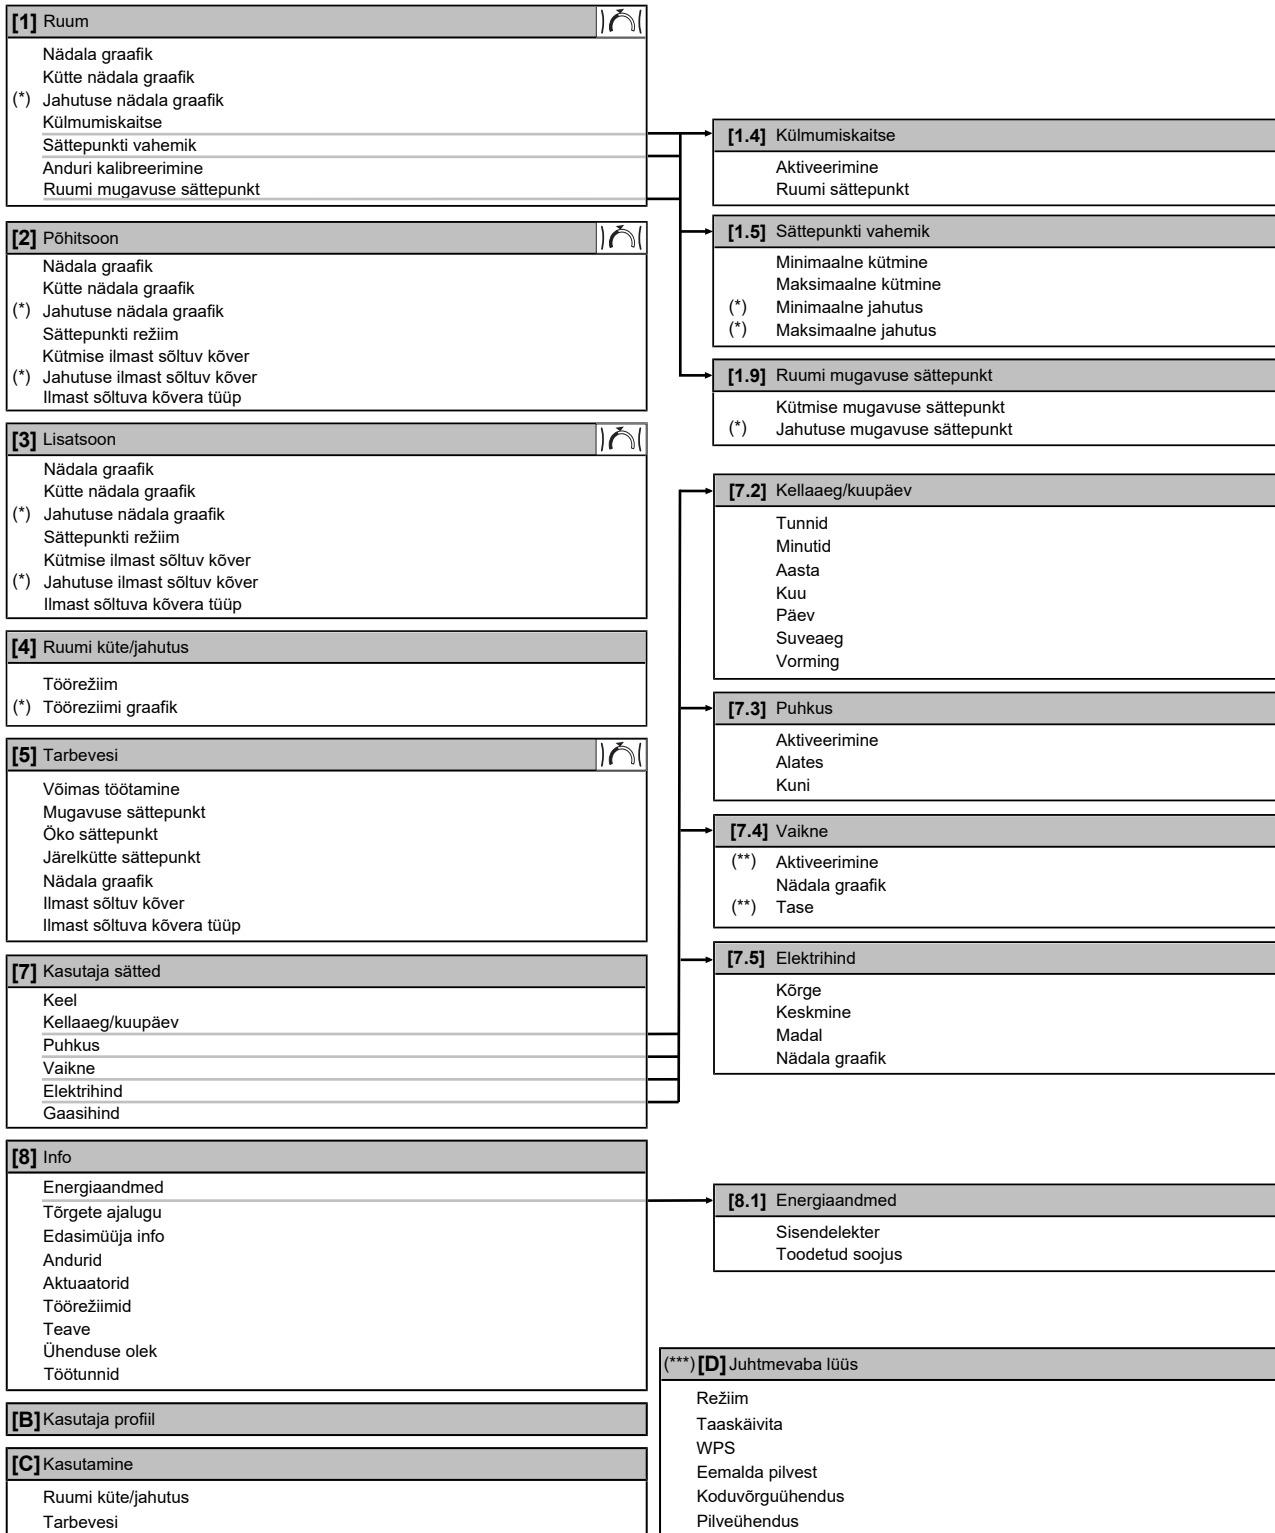 [1] Ruum
Nädala graafik
Kütte nädala graafik
(*) Jahutuse nädala graafik
Külmumiskaitse
Sättepunkti vahemik
Anduri kalibreerimine
Ruumi mugavuse sättepunkt
[2] Põhitsoon
Nädala graafik
Kütte nädala graafik
(*) Jahutuse nädala graafik
Sättepunkti režiim
Kütmise ilmast sõltuv kõver
(*) Jahutuse ilmast sõltuv kõver
Ilmast sõltuva kõvera tüüp
[3] Lisatsoon
Nädala graafik
Kütte nädala graafik
(*) Jahutuse nädala graafik
Sättepunkti režiim
Kütmise ilmast sõltuv kõver
(*) Jahutuse ilmast sõltuv kõver
Ilmast sõltuva kõvera tüüp
[4] Ruumi küte/jahutus
Töörežiim
(*) Tööreziimi graafik
[5] Tarbevesi
Võimas töötamine
Mugavuse sättepunkt
Öko sättepunkt
Järelkütte sättepunkt
Nädala graafik
Ilmast sõltuv kõver
Ilmast sõltuva kõvera tüüp
[7] Kasutaja sätted
Keel
Kellaaeg/kuupäev
Puhkus
Vaikne
Elektrihind
Gaasihind
[8] Info
Energiaandmed
Tõrgete ajalugu
Edasimüüja info
Andurid
Aktuaatorid
Töörežiimid
Teave
Ühenduse olek
Töötunnid
[B] Kasutaja profiil
[C] Kasutamine
Ruumi küte/jahutus
Tarbevesi
[1.4] Külmumiskaitse
Aktiveerimine
Ruumi sättepunkt
[1.5] Sättepunkti vahemik
Minimaalne kütmine
Maksimaalne kütmine
(*) Minimaalne jahutus
(*) Maksimaalne jahutus
[1.9] Ruumi mugavuse sättepunkt
Kütmise mugavuse sättepunkt
(*) Jahutuse mugavuse sättepunkt
[7.2] Kellaaeg/kuupäev
Tunnid
Minutid
Aasta
Kuu
Päev
Suveaeg
Vorming
[7.3] Puhkus
Aktiveerimine
Alates
Kuni
[7.4] Vaikne
(**) Aktiveerimine
Nädala graafik
(**) Tase
[7.5] Elektrihind
Kõrge
Keskmine
Madal
Nädala graafik
[8.1] Energiaandmed
Sisendelekter
Toodetud soojus
(***) [D] Juhtmevaba lüüs
Režiim
Taaskäivita
WPS
Eemalda pilvest
Koduvõrguühendus
Pilveühendus